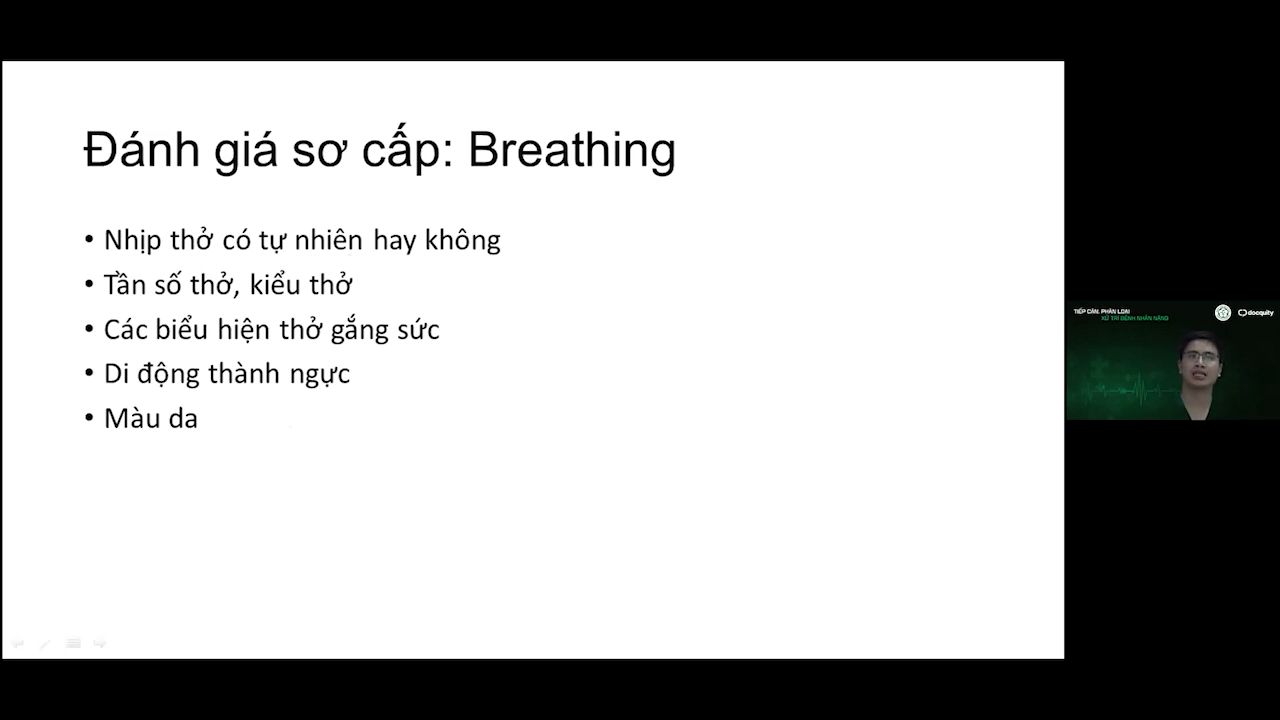 Đánh giá sơ cấp: Breathing
• Nhịp thở có tự nhiên hay không
• Tần số thở, kiểu thở
• Các biểu hiện thở gắng sức
• Di động thành ngực
• Màu da
TIẾP CẬN, PHÂN LOẠI
XỬ TRÍ BỆNH NHÂN NẶNG
docquity